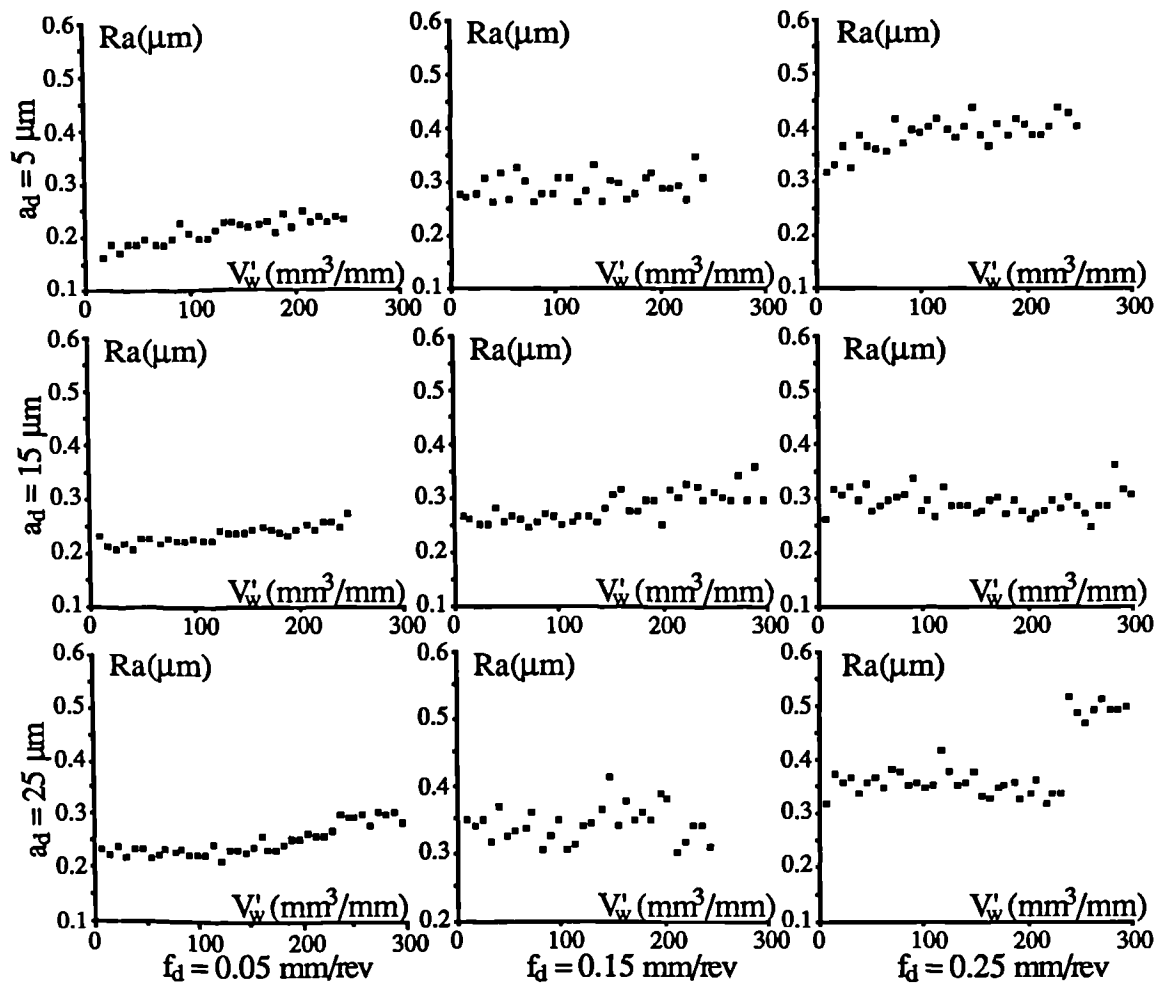 0.6 Ra(μm) 0.6 Ra(μm) 0.6 Ra(μm)
0.5 0.5 0.5
0.4 0.4 0.4
0.3 0.3 0.3
0.2 0.2 0.2
0.1 0.1 0.1
a_d = 5 μm
V'_w (mm³/mm) V'_w (mm³/mm) V'_w (mm³/mm)
0 100 200 300 0 100 200 300 0 100 200 300
0.6 Ra(μm) 0.6 Ra(μm) 0.6 Ra(μm)
0.5 0.5 0.5
0.4 0.4 0.4
0.3 0.3 0.3
0.2 0.2 0.2
0.1 0.1 0.1
a_d = 15 μm
V'_w (mm³/mm) V'_w (mm³/mm) V'_w (mm³/mm)
0 100 200 300 0 100 200 300 0 100 200 300
0.6 Ra(μm) 0.6 Ra(μm) 0.6 Ra(μm)
0.5 0.5 0.5
0.4 0.4 0.4
0.3 0.3 0.3
0.2 0.2 0.2
0.1 0.1
a_d = 25 μm
V'_w (mm³/mm) V'_w (mm³/mm) V'_w (mm³/mm)
0 100 200 300 0 100 200 300 0 100 200 300
f_d = 0.05 mm/rev f_d = 0.15 mm/rev f_d = 0.25 mm/rev